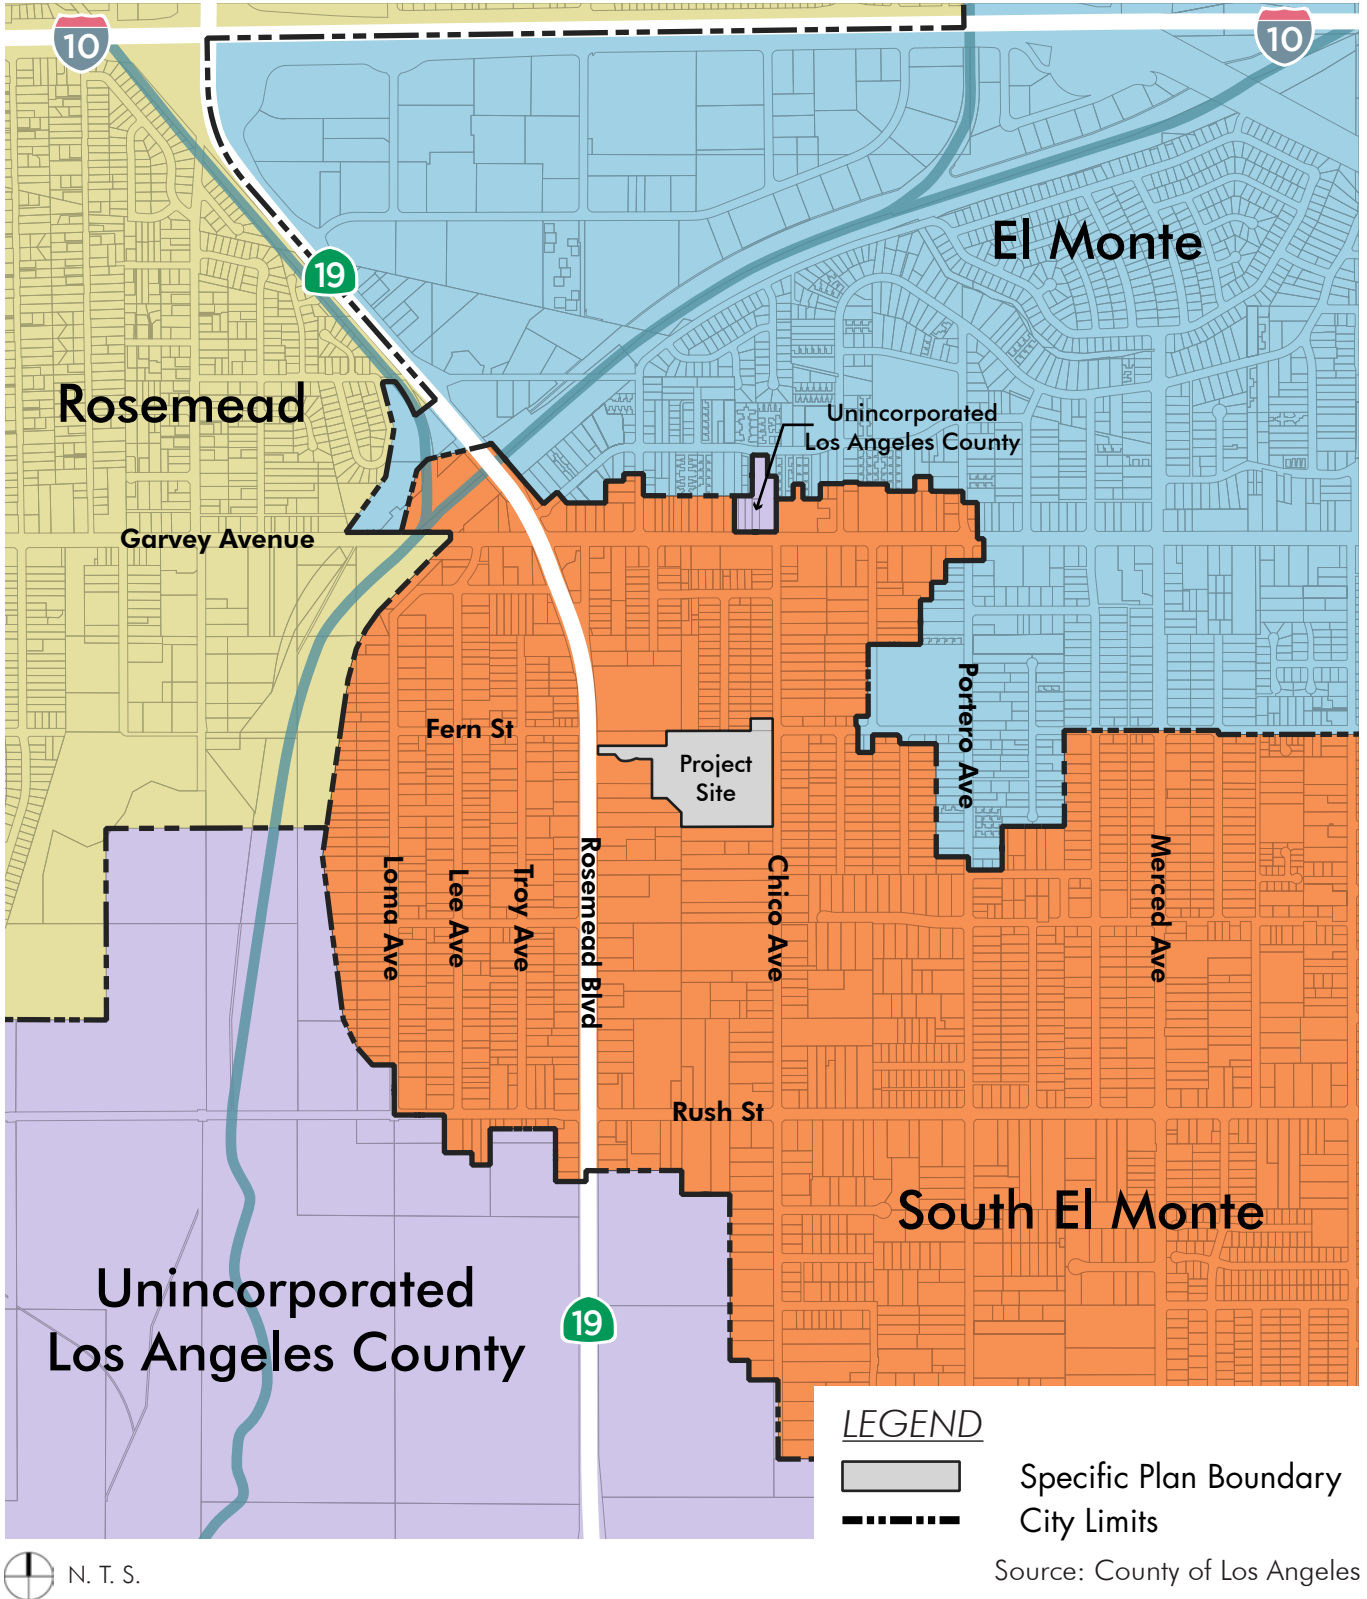 10
10
El Monte
19
Rosemead
Unincorporated
Los Angeles County
Garvey Avenue
Portero Ave
Fern St
Project
Site
Rosemead Blvd
Merced Ave
Loma Ave
Lee Ave
Troy Ave
Chico Ave
Rush St
South El Monte
Unincorporated
Los Angeles County
19
LEGEND
Specific Plan Boundary
City Limits
N. T. S.
Source: County of Los Angeles